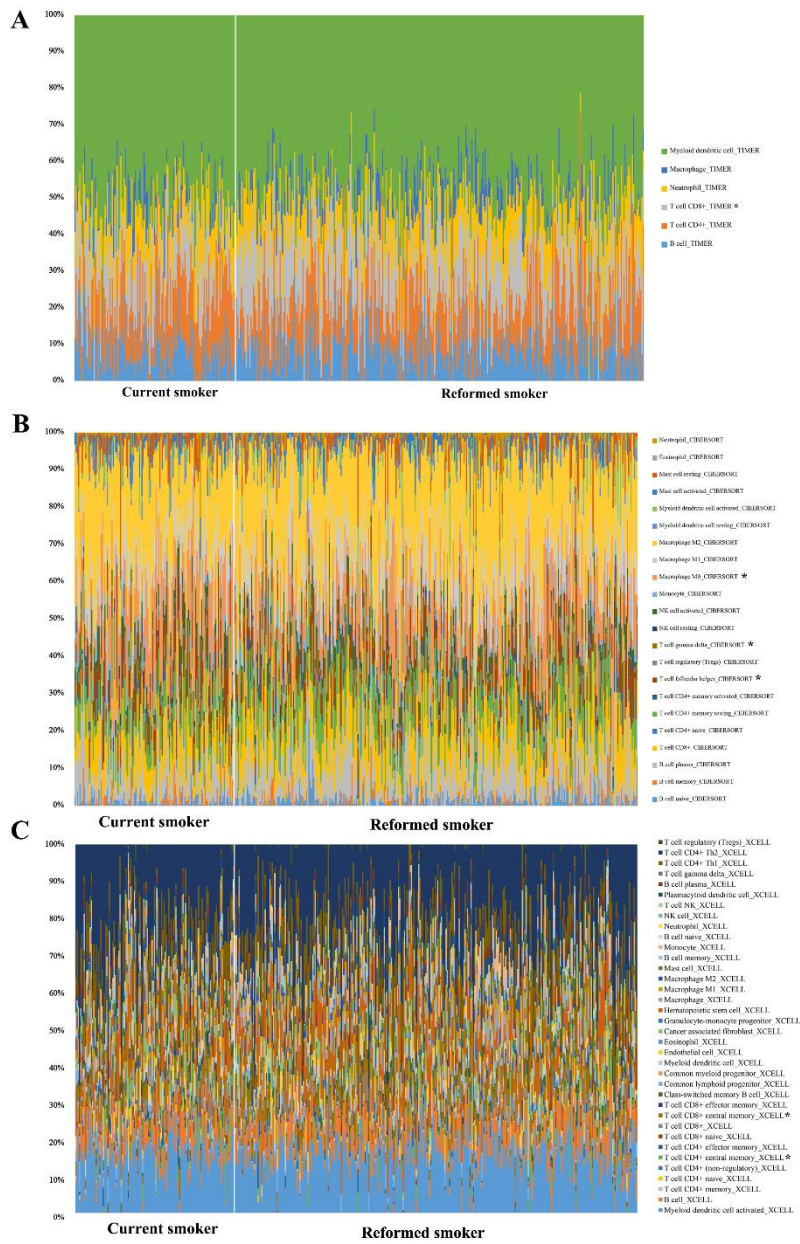 A
100%
90%
80%
70%
60%
50%
40%
30%
20%
10%
0%
Myeloid dendritic cell_TIMER
Macrophage_TIMER
Neutrophil_TIMER
T cell CD8+_TIMER *
T cell CD4+_TIMER
B cell_TIMER
Current smoker
Reformed smoker
B
100%
90%
80%
70%
60%
50%
40%
30%
20%
10%
0%
Neutrophil_CIBERSORT
Eosinophil_CIBERSORT
Mast cell resting_CIBERSORT
Mast cell activated_CIBERSORT
Myeloid dendritic cell activated_CIBERSORT
Myeloid dendritic cell resting_CIBERSORT
Macrophage M2_CIBERSORT
Macrophage M1_CIBERSORT
Macrophage M0_CIBERSORT *
Monocyte_CIBERSORT
NK cell activated_CIBERSORT
NK cell resting_CIBERSORT
T cell gamma delta_CIBERSORT *
T cell regulatory (Tregs)_CIBERSORT
T cell follicular helper_CIBERSORT *
T cell CD4+ memory activated_CIBERSORT
T cell CD4+ memory resting_CIBERSORT
T cell CD4+ naive_CIBERSORT
T cell CD8+_CIBERSORT
B cell plasma_CIBERSORT
B cell memory_CIBERSORT
B cell naive_CIBERSORT
Current smoker
Reformed smoker
C
100%
90%
80%
70%
60%
50%
40%
30%
20%
10%
0%
T cell regulatory (Tregs)_XCELL
T cell CD4+ Th2_XCELL
T cell CD4+ Th1_XCELL
T cell gamma delta_XCELL
B cell plasma_XCELL
Plasmacytoid dendritic cell_XCELL
T cell NK_XCELL
NK cell_XCELL
Neutrophil_XCELL
B cell naive_XCELL
Monocyte_XCELL
B cell memory_XCELL
Mast cell_XCELL
Macrophage M2_XCELL
Macrophage M1_XCELL
Macrophage_XCELL
Hematopoietic stem cell_XCELL
Granulocyte-monocyte progenitor_XCELL
Cancer associated fibroblast_XCELL
Eosinophil_XCELL
Endothelial cell_XCELL
Myeloid dendritic cell_XCELL
Common myeloid progenitor_XCELL
Common lymphoid progenitor_XCELL
Class-switched memory B cell_XCELL
T cell CD8+ effector memory_XCELL
T cell CD8+ central memory_XCELL *
T cell CD8+_XCELL
T cell CD8+ naive_XCELL
T cell CD4+ effector memory_XCELL
T cell CD4+ central memory_XCELL *
T cell CD4+ (non-regulatory)_XCELL
T cell CD4+ naive_XCELL
T cell CD4+ memory_XCELL
B cell_XCELL
Myeloid dendritic cell activated_XCELL
Current smoker
Reformed smoker